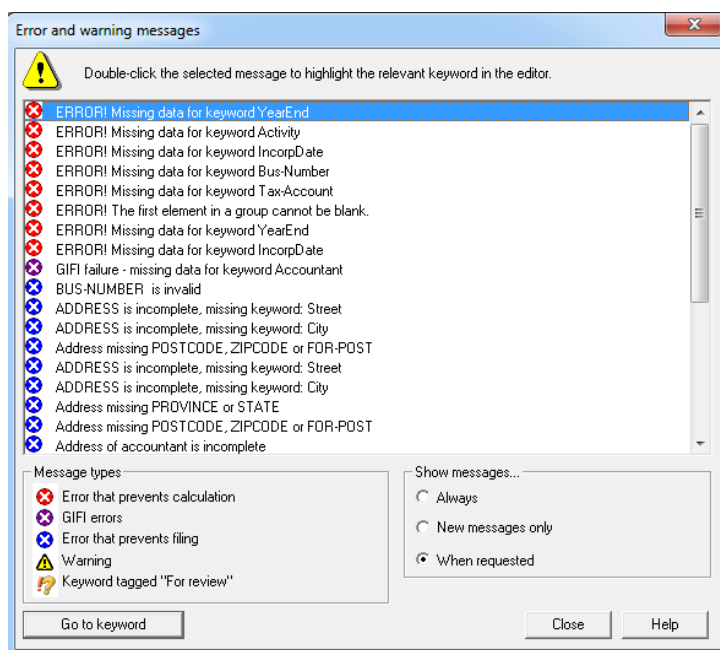 Error and warning messages
Double-click the selected message to highlight the relevant keyword in the editor.
ERROR! Missing data for keyword YearEnd
ERROR! Missing data for keyword Activity
ERROR! Missing data for keyword IncorpDate
ERROR! Missing data for keyword Bus-Number
ERROR! Missing data for keyword Tax-Account
ERROR! The first element in a group cannot be blank.
ERROR! Missing data for keyword YearEnd
ERROR! Missing data for keyword IncorpDate
GIFI failure - missing data for keyword Accountant
BUS-NUMBER  is invalid
ADDRESS is incomplete, missing keyword: Street
ADDRESS is incomplete, missing keyword: City
Address missing POSTCODE, ZIPCODE or FOR-POST
ADDRESS is incomplete, missing keyword: Street
ADDRESS is incomplete, missing keyword: City
Address missing PROVINCE or STATE
Address missing POSTCODE, ZIPCODE or FOR-POST
Address of accountant is incomplete
Message types
Error that prevents calculation
GIFI errors
Error that prevents filing
Warning
Keyword tagged "For review"
Show messages...
Always
New messages only
When requested
Go to keyword
Close
Help